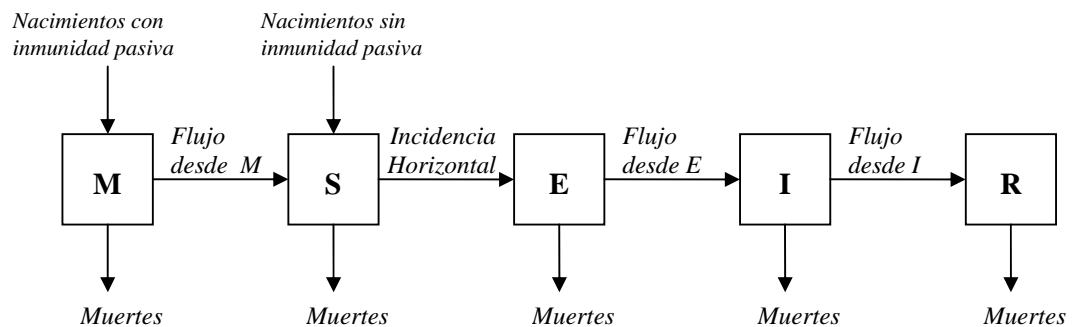 Nacimientos con
inmunidad pasiva
Nacimientos sin
inmunidad pasiva
M
Flujo
desde M
S
Incidencia
Horizontal
E
Flujo
desde E
I
Flujo
desde I
R
Muertes
Muertes
Muertes
Muertes
Muertes